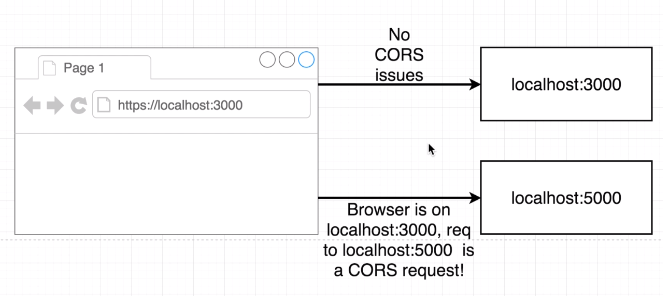 Page 1
https://localhost:3000
No
CORS
issues
localhost:3000
localhost:5000
Browser is on
localhost:3000, req
to localhost:5000 is
a CORS request!